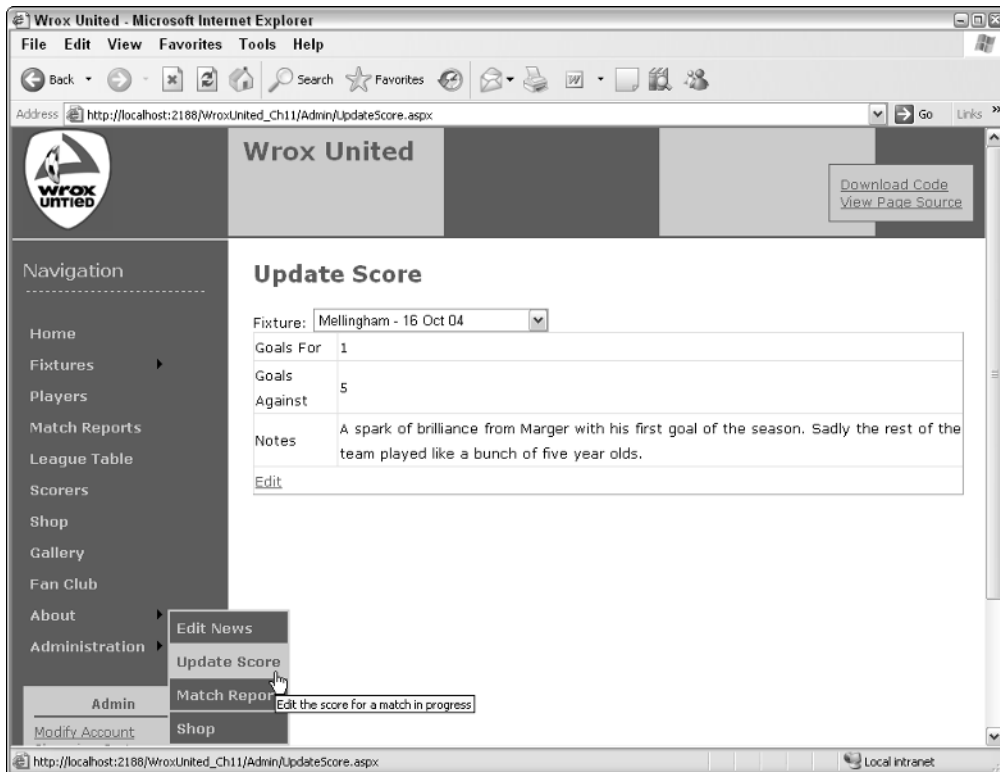 Wrox United - Microsoft Internet Explorer
File Edit View Favorites Tools Help
Back Search Favorites W
Address http://localhost:2188/WroxUnited_Ch11/Admin/UpdateScore.aspx Go Links »
wrox
UNTIED
Wrox United
Download Code
View Page Source
Navigation
Home
Fixtures
Players
Match Reports
League Table
Scorers
Shop
Gallery
Fan Club
About
Administration
Edit News
Update Score
Match Repor
Shop
Edit the score for a match in progress
Admin
Modify Account
Update Score
Fixture: Mellingham - 16 Oct 04
Goals For 1
Goals
Against
5
Notes
A spark of brilliance from Marger with his first goal of the season. Sadly the rest of the
team played like a bunch of five year olds.
Edit
http://localhost:2188/WroxUnited_Ch11/Admin/UpdateScore.aspx Local intranet